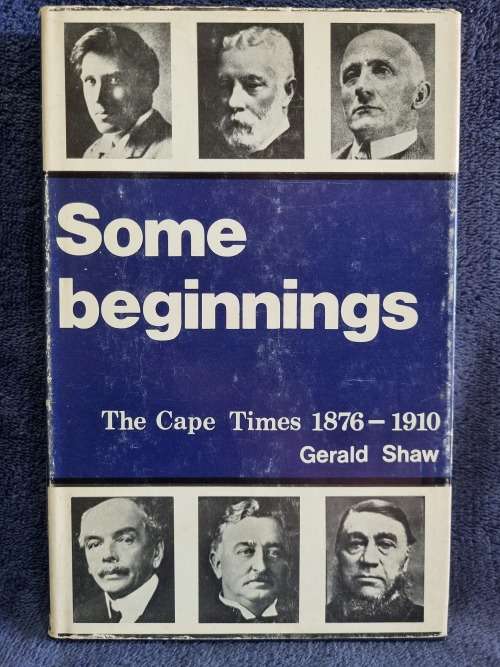 Some
beginnings
The Cape Times 1876–1910
Gerald Shaw